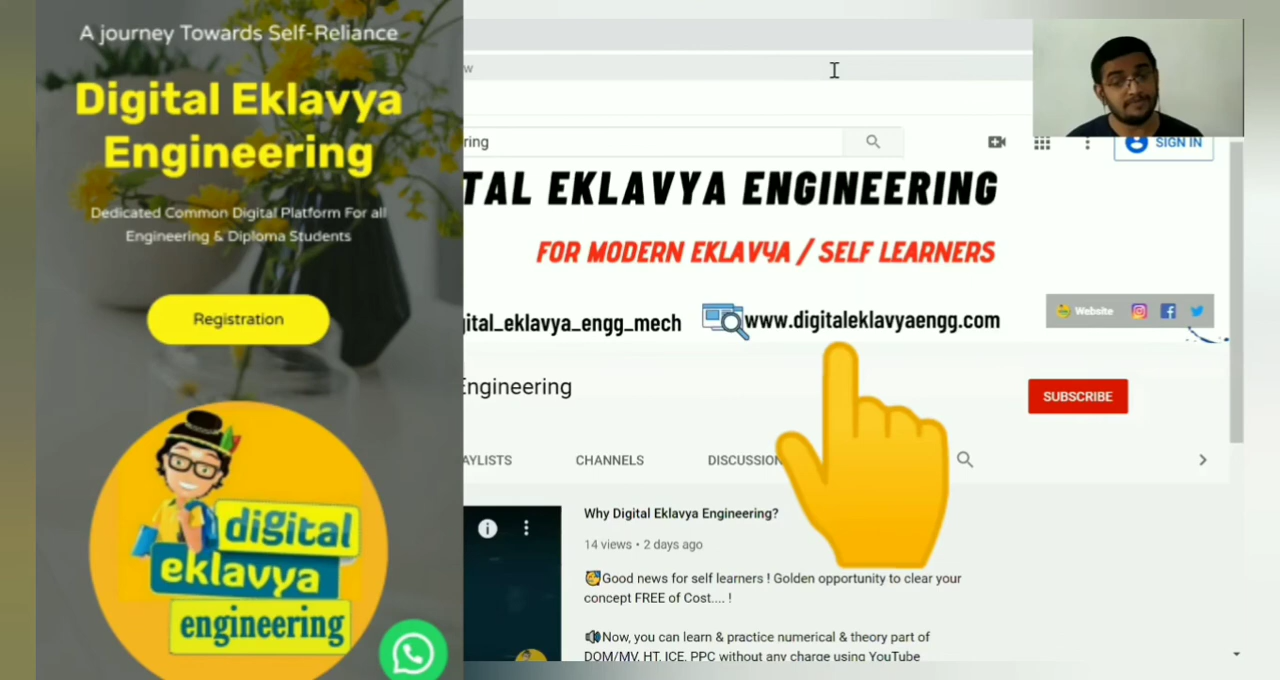 A journey Towards Self-Reliance
Digital Eklavya
Engineering
Dedicated Common Digital Platform For all
Engineering & Diploma Students
Registration
digital
eklavya
engineering
w
ring
SIGN IN
TAL EKLAVYA ENGINEERING
FOR MODERN EKLAVYA / SELF LEARNERS
gital_eklavya_engg_mech
www.digitaleklavyaengg.com
Website
Engineering
SUBSCRIBE
AYLISTS
CHANNELS
DISCUSSION
Why Digital Eklavya Engineering?
14 views • 2 days ago
Good news for self learners ! Golden opportunity to clear your
concept FREE of Cost.... !
Now, you can learn & practice numerical & theory part of
DOM/MV, HT, ICE, PPC without any charge using YouTube